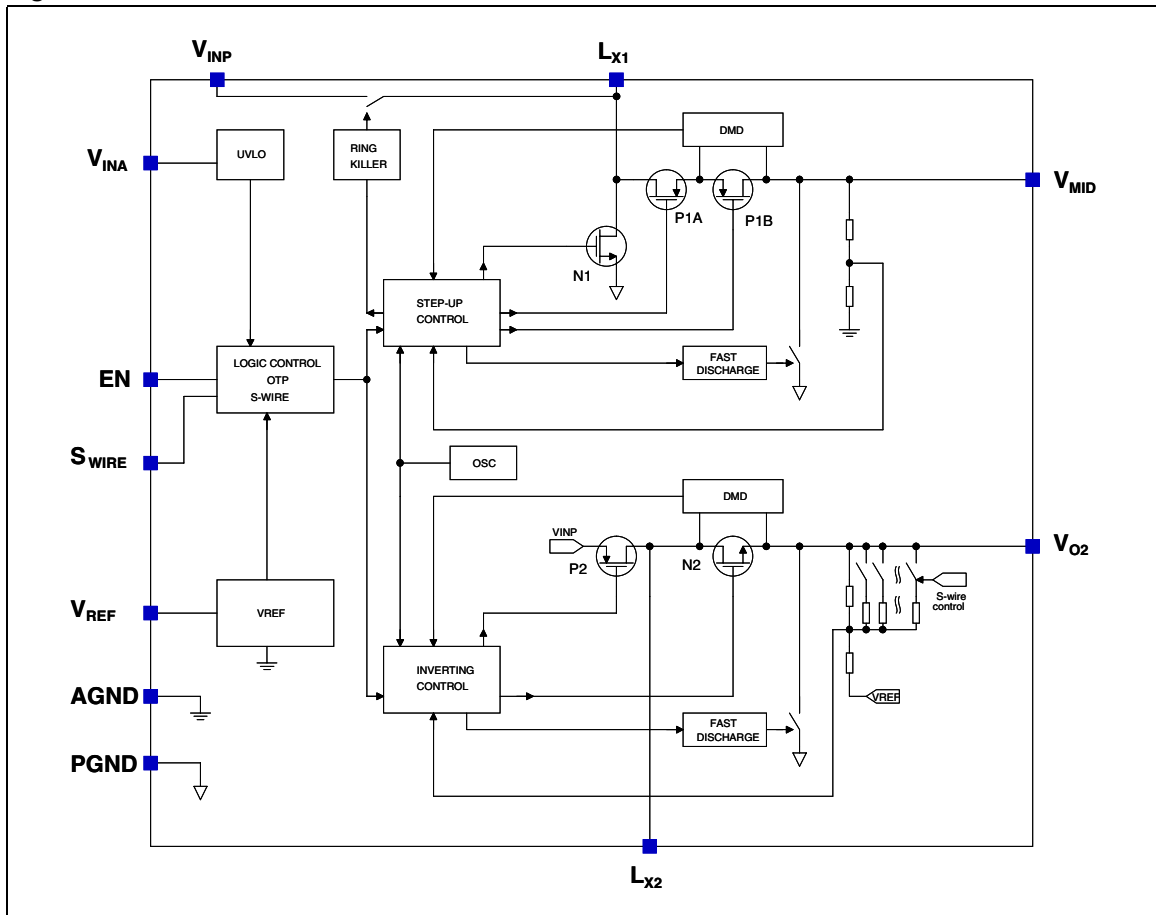 VINP
LX1
DMD
UVLO
RING
KILLER
VINA
VMID
P1A
P1B
N1
STEP-UP
CONTROL
LOGIC CONTROL
OTP
S-WIRE
FAST
DISCHARGE
EN
SWIRE
OSC
DMD
VINP
P2
N2
VO2
S-wire
control
VREF
VREF
INVERTING
CONTROL
VREF
AGND
FAST
DISCHARGE
PGND
LX2